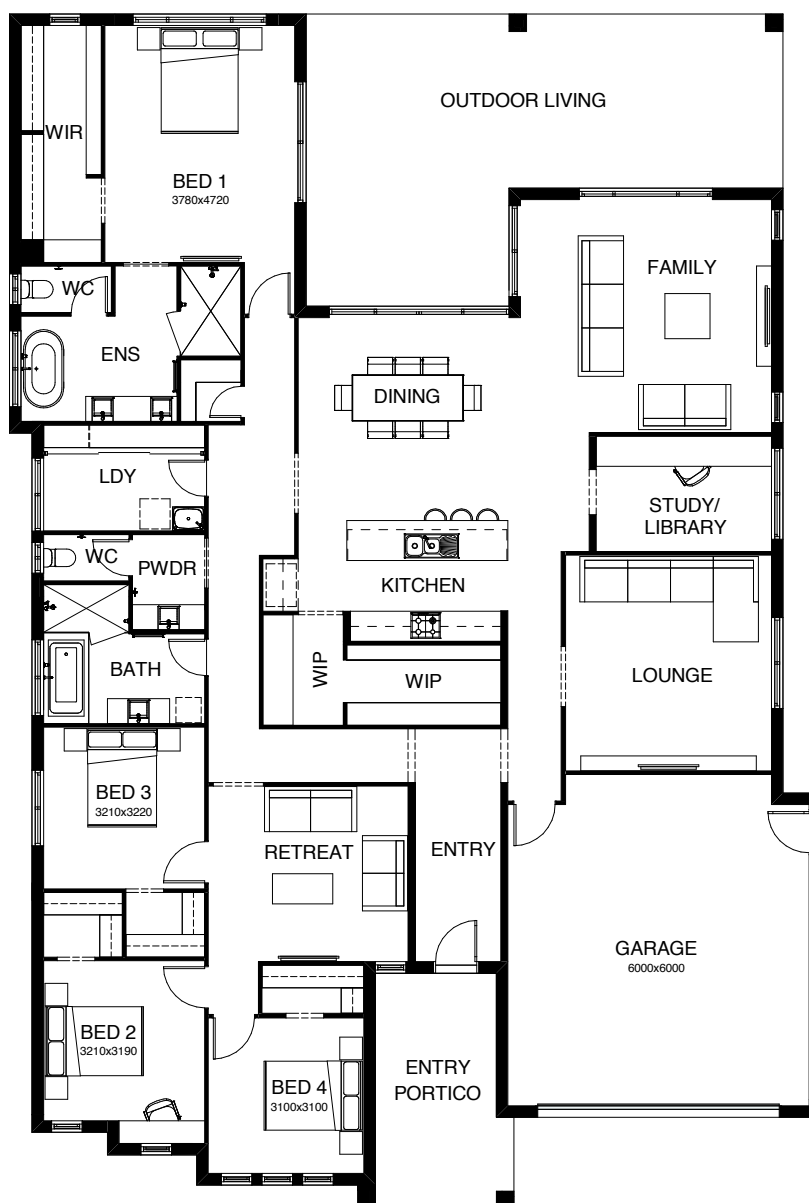 OUTDOOR LIVING
WIR
BED 1
3780x4720
FAMILY
WC
ENS
DINING
LDY
STUDY/
LIBRARY
WC
PWDR
KITCHEN
BATH
WIP
WIP
LOUNGE
BED 3
3210x3220
RETREAT
ENTRY
GARAGE
6000x6000
BED 2
3210x3190
BED 4
3100x3100
ENTRY
PORTICO